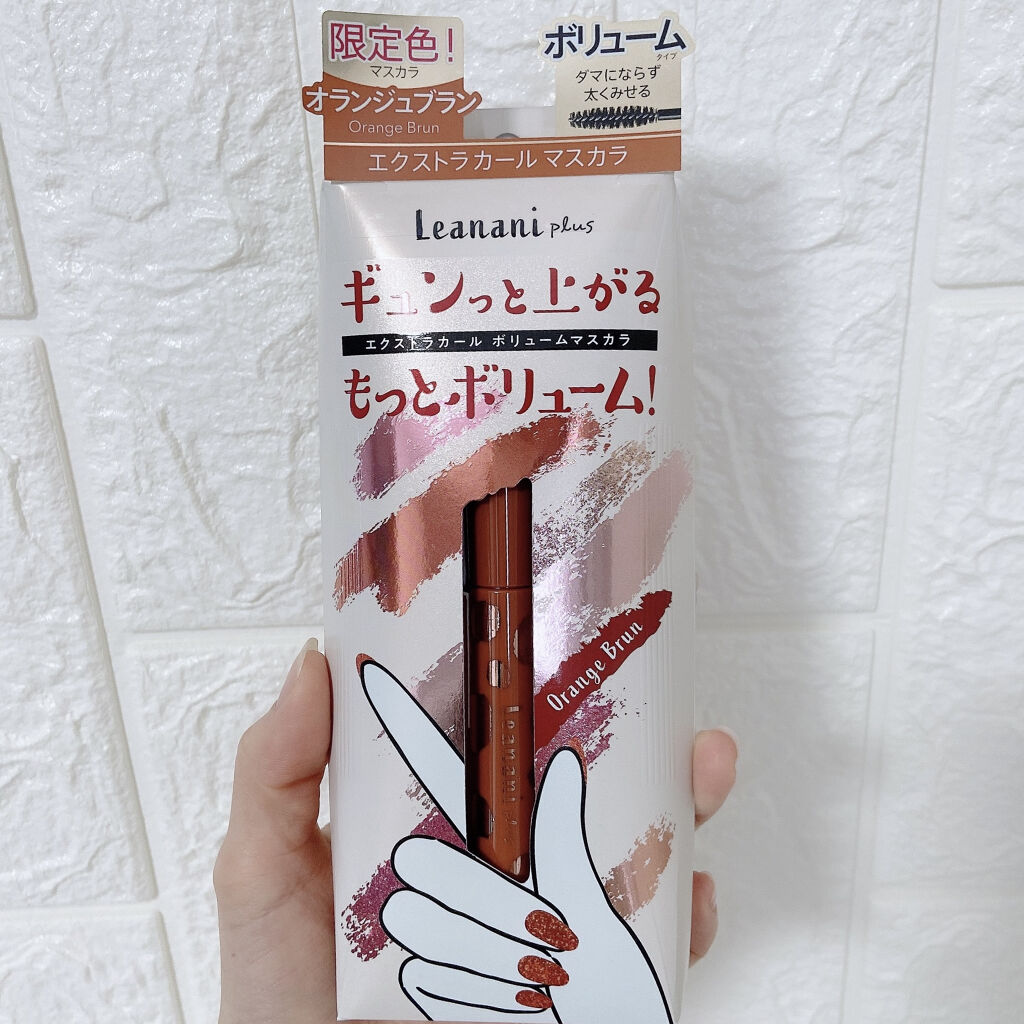 限定色!
マスカラ
オランジュブラン
Orange Brun
ボリューム
タイプ
ダマにならず
太くみせる
エクストラカール マスカラ
Leanani plus
ギュンっと上がる
エクストラカール ボリュームマスカラ
もっとボリューム!
Orange Brun
Leanani